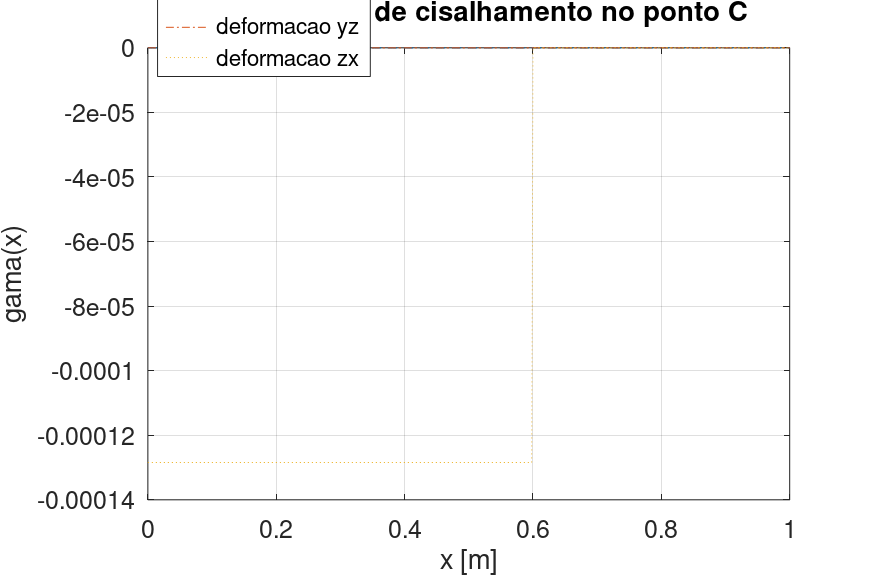 de cisalhamento no ponto C
deformacao yz
deformacao zx
0
-2e-05
-4e-05
-6e-05
-8e-05
-0.0001
-0.00012
-0.00014
gama(x)
0 0.2 0.4 0.6 0.8 1
x [m]